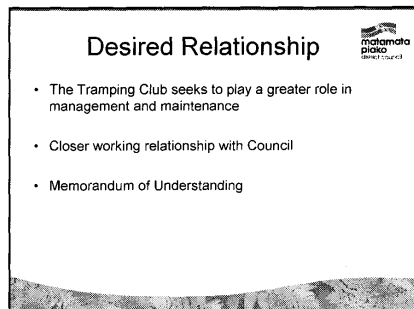 Desired Relationship
matamata
piako
district council
• The Tramping Club seeks to play a greater role in
management and maintenance
• Closer working relationship with Council
• Memorandum of Understanding